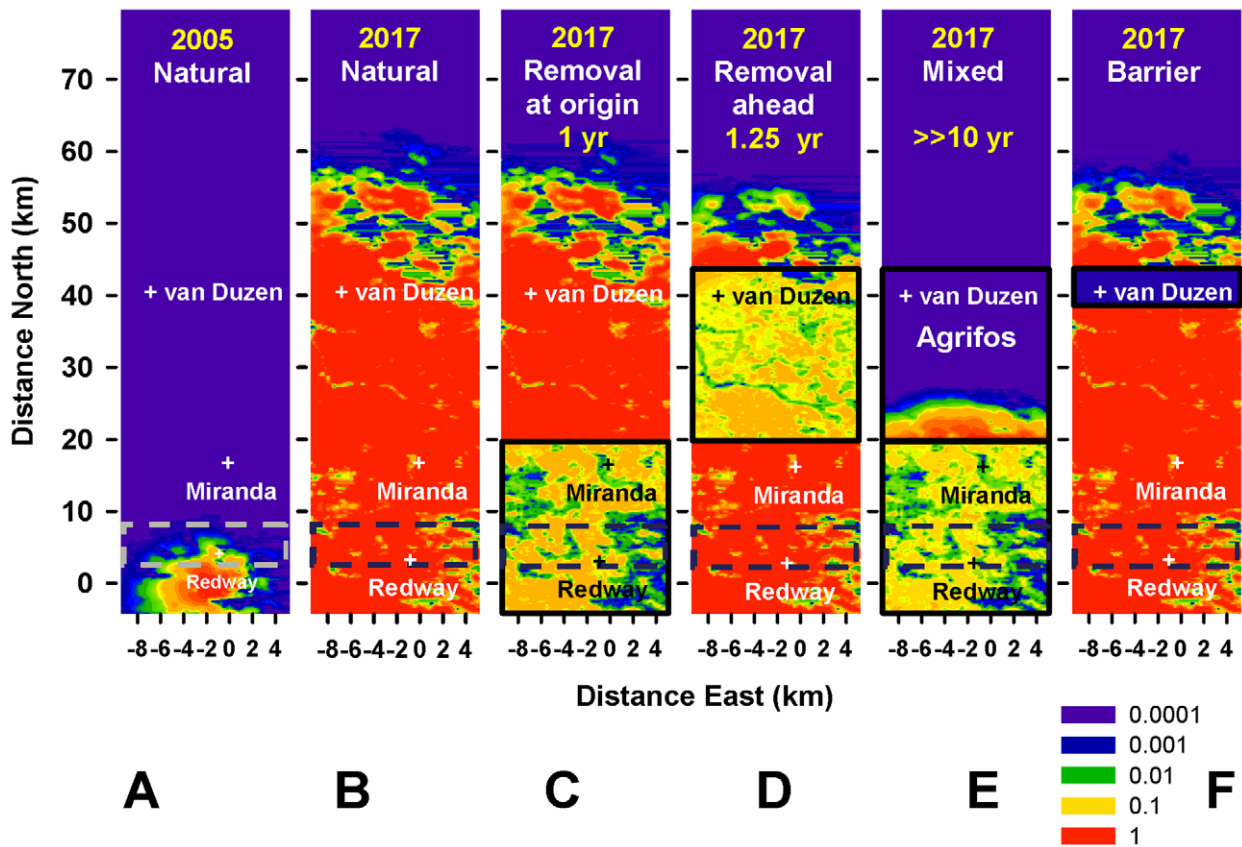 2005
Natural
2017
Natural
2017
Removal
at origin
1 yr
2017
Removal
ahead
1.25 yr
2017
Mixed
>>10 yr
2017
Barrier
70
60
50
40
30
20
10
0
Distance North (km)
+ van Duzen
+
Miranda
+
Redway
+ van Duzen
+
Miranda
+
Redway
+ van Duzen
+
Miranda
+
Redway
+ van Duzen
+
Miranda
+
Redway
+ van Duzen
Agrifos
+
Miranda
+
Redway
+ van Duzen
+
Miranda
+
Redway
-8 -6 -4 -2 0 2 4
-8 -6 -4 -2 0 2 4
-8 -6 -4 -2 0 2 4
-8 -6 -4 -2 0 2 4
-8 -6 -4 -2 0 2 4
-8 -6 -4 -2 0 2 4
Distance East (km)
0.0001
0.001
0.01
0.1
1
A B C D E F